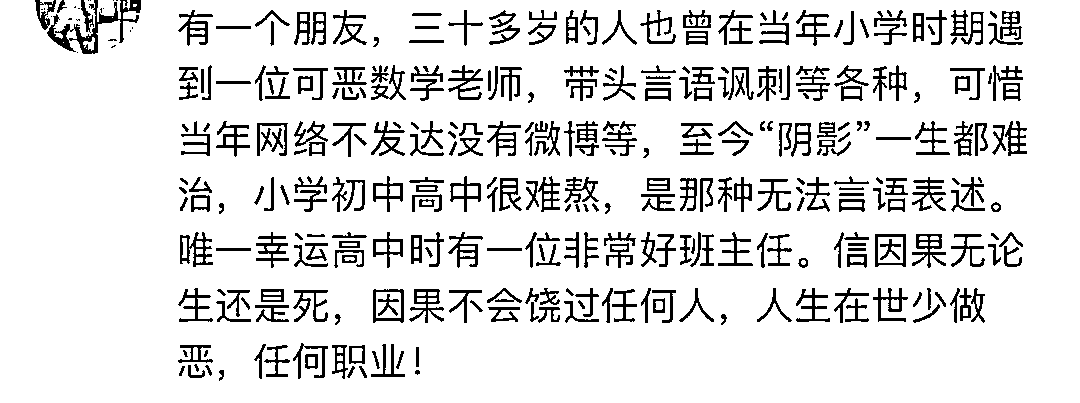 有一个朋友，三十多岁的人也曾在当年小学时期遇
到一位可恶数学老师，带头言语讽刺等各种，可惜
当年网络不发达没有微博等，至今“阴影”一生都难
治，小学初中高中很难熬，是那种无法言语表述。
唯一幸运高中时有一位非常好班主任。信因果无论
生还是死，因果不会饶过任何人，人生在世少做
恶，任何职业！